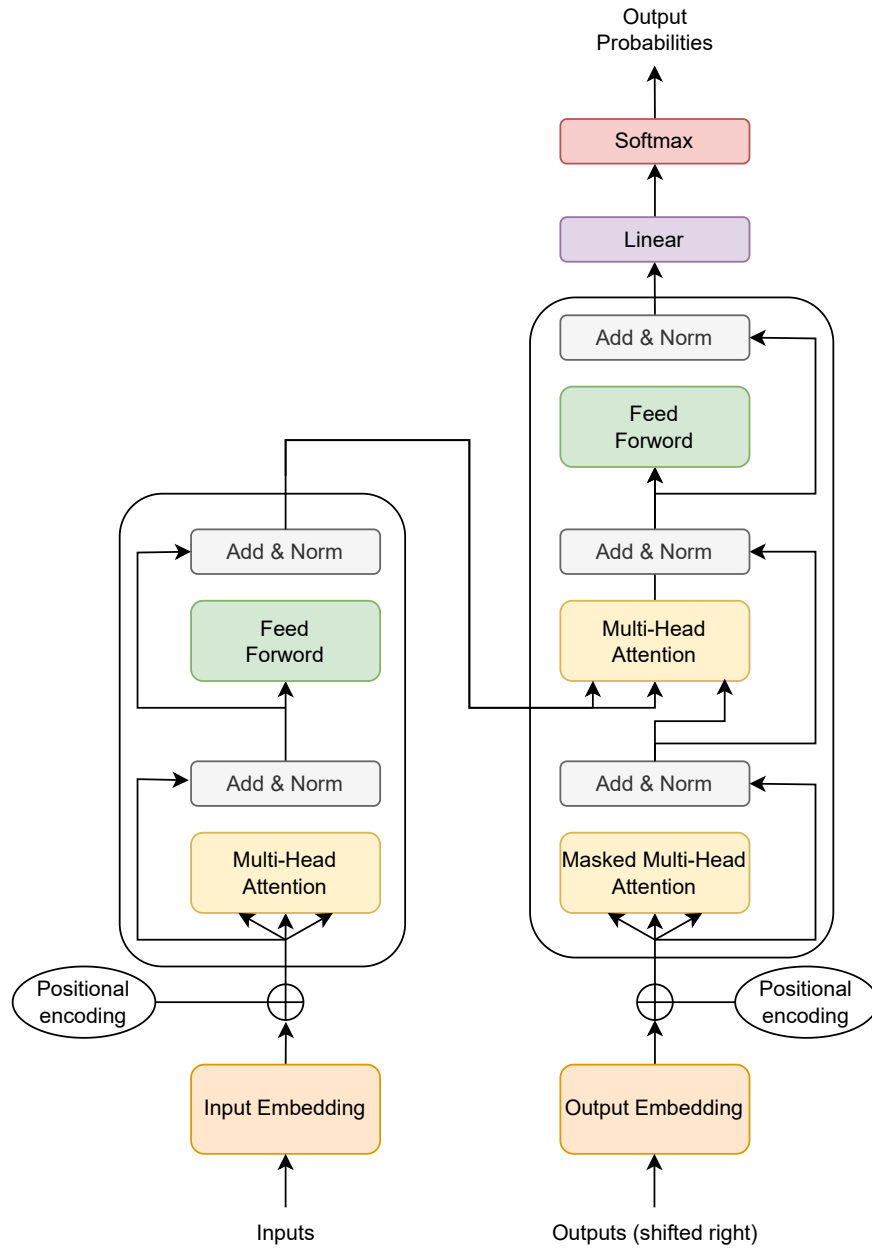 Output
Probabilities
Softmax
Linear
Add & Norm
Feed
Forword
Add & Norm
Multi-Head
Attention
Add & Norm
Masked Multi-Head
Attention
Positional
encoding
Output Embedding
Outputs (shifted right)
Add & Norm
Feed
Forword
Add & Norm
Multi-Head
Attention
Positional
encoding
Input Embedding
Inputs